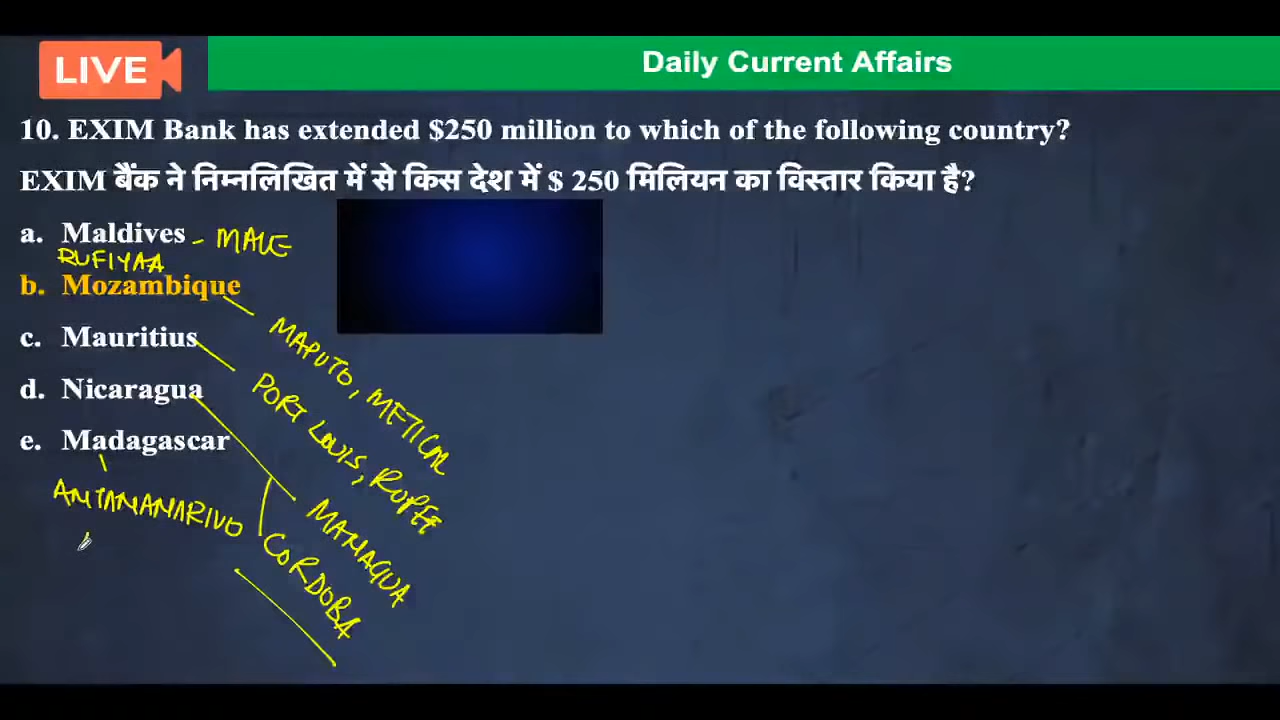 LIVE
Daily Current Affairs
10. EXIM Bank has extended $250 million to which of the following country?
EXIM बैंक ने निम्नलिखित में से किस देश में $ 250 मिलियन का विस्तार किया है?
a. Maldives - MALE
RUFIYAA
b. Mozambique
MAPUTO, METICAL
c. Mauritius
PORT LOUIS, RUPEE
d. Nicaragua
MANAGUA
CORDOBA
e. Madagascar
ANTANANARIVO